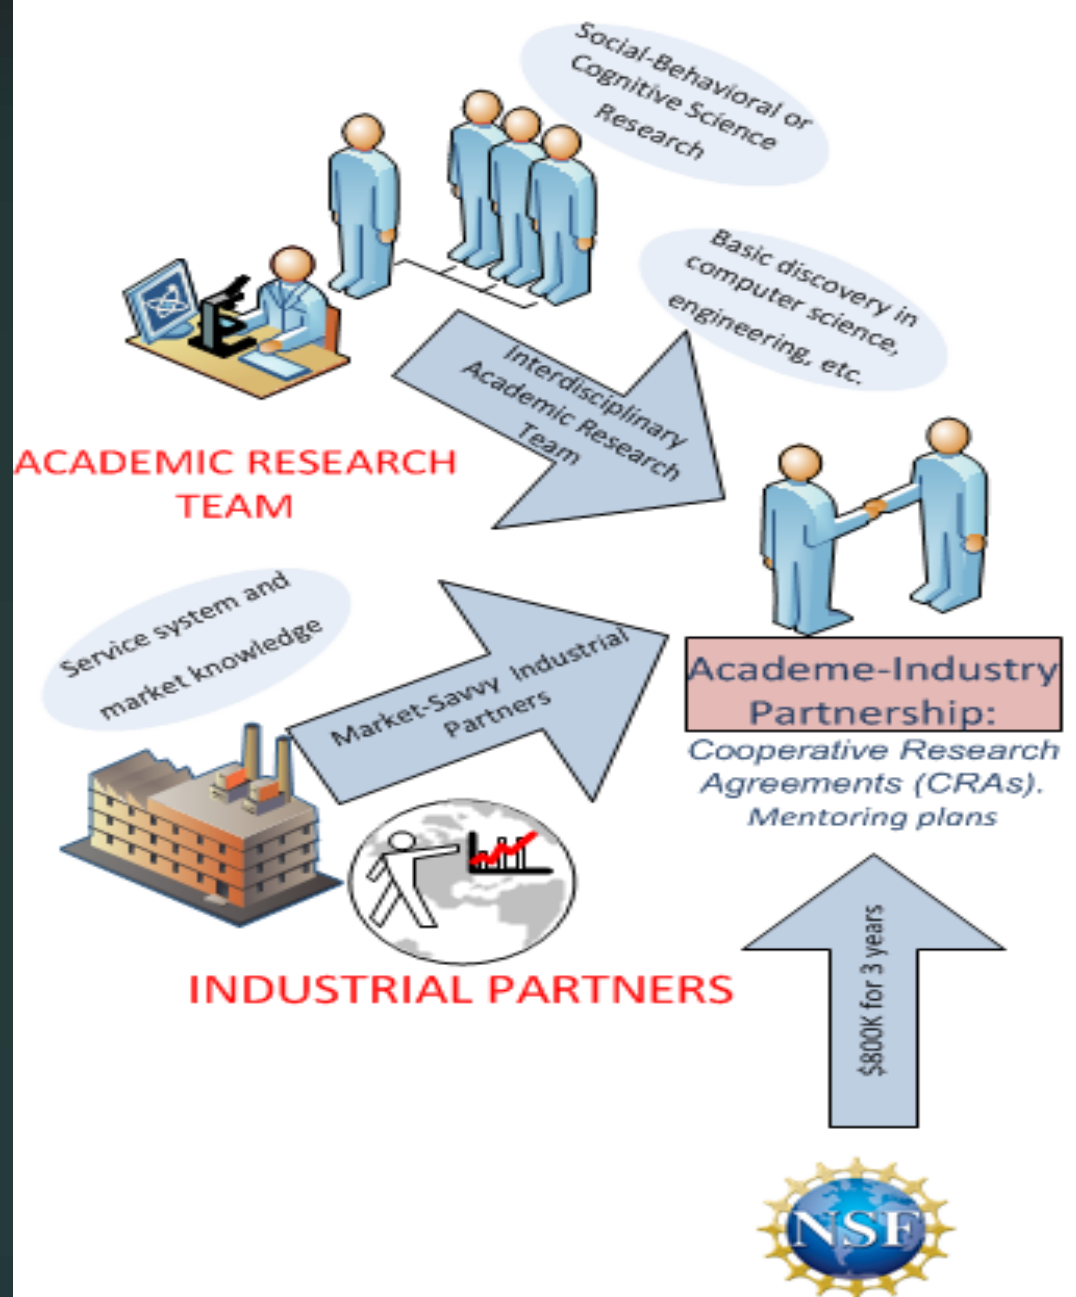 Social-Behavioral or
Cognitive Science
Research
Basic discovery in
computer science,
engineering, etc.
Interdisciplinary
Academic Research
Team
ACADEMIC RESEARCH
TEAM
Service system and
market knowledge
Market-Savvy Industrial
Partners
INDUSTRIAL PARTNERS
Academe-Industry
Partnership:
Cooperative Research
Agreements (CRAs).
Mentoring plans
$800K for 3 years
NSF